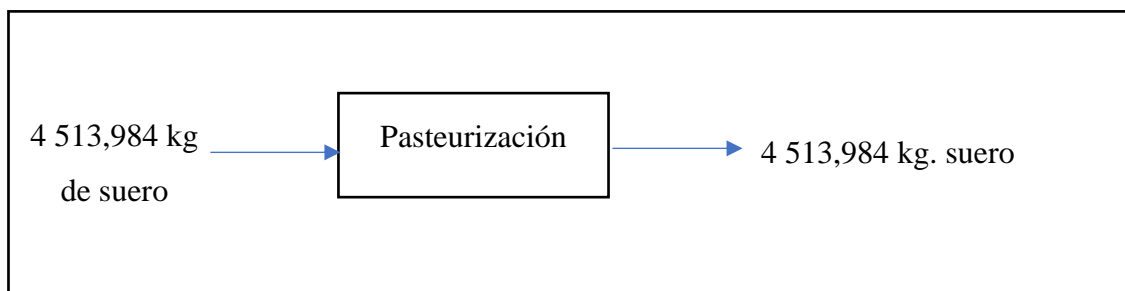 4 513,984 kg
de suero
Pasteurización
4 513,984 kg. suero